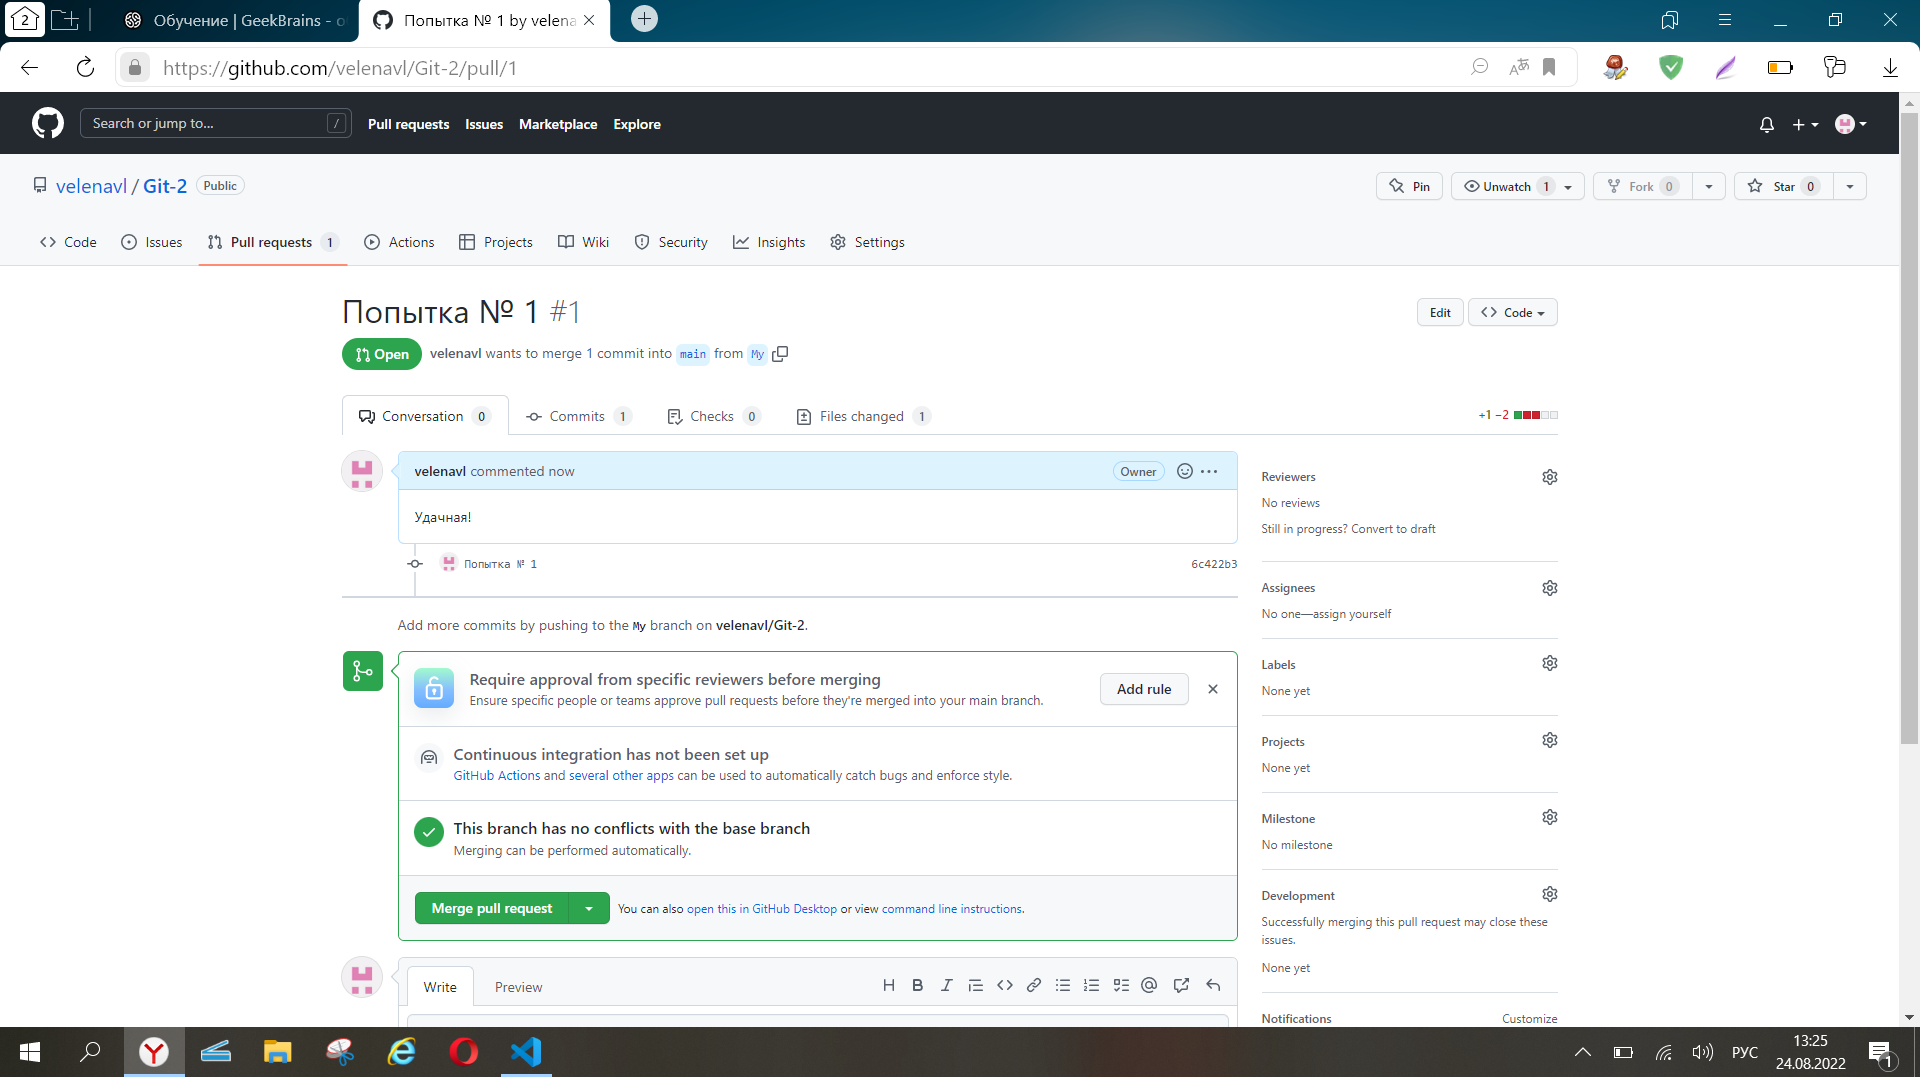 2
Обучение | GeekBrains -
Попытка № 1 by velena
https://github.com/velenavl/Git-2/pull/1
Search or jump to...
/
Pull requests
Issues
Marketplace
Explore
velenavl / Git-2
Public
Pin
Unwatch 1
Fork 0
Star 0
Code
Issues
Pull requests 1
Actions
Projects
Wiki
Security
Insights
Settings
Попытка № 1 #1
Edit
Code
Open
velenavl wants to merge 1 commit into main from My
Conversation 0
Commits 1
Checks 0
Files changed 1
+1 −2
velenavl commented now
Owner
Удачная!
Попытка № 1
6c422b3
Add more commits by pushing to the My branch on velenavl/Git-2.
Require approval from specific reviewers before merging
Ensure specific people or teams approve pull requests before they're merged into your main branch.
Add rule
Continuous integration has not been set up
GitHub Actions and several other apps can be used to automatically catch bugs and enforce style.
This branch has no conflicts with the base branch
Merging can be performed automatically.
Merge pull request
You can also open this in GitHub Desktop or view command line instructions.
Write
Preview
Reviewers
No reviews
Still in progress? Convert to draft
Assignees
No one—assign yourself
Labels
None yet
Projects
None yet
Milestone
No milestone
Development
Successfully merging this pull request may close these
issues.
None yet
Notifications
Customize
РУС
13:25
24.08.2022
1